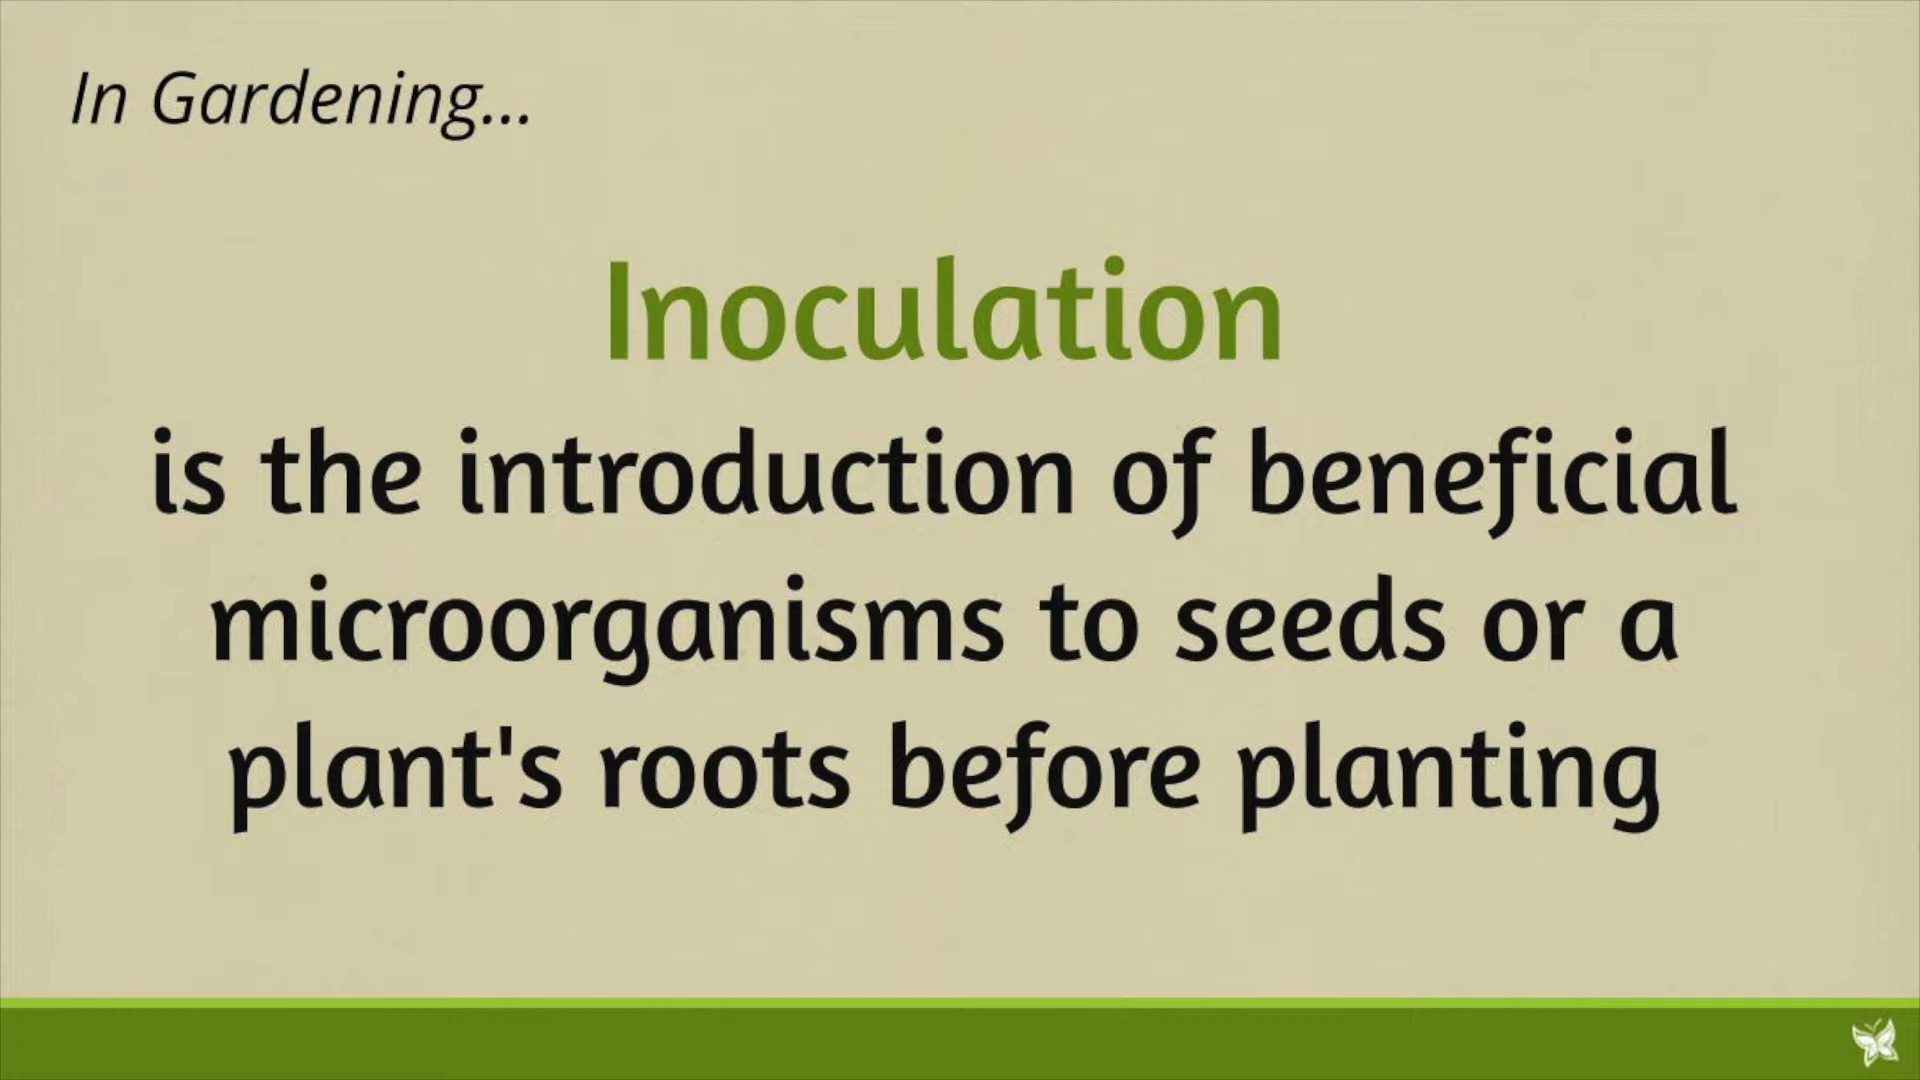 In Gardening...
Inoculation
is the introduction of beneficial
microorganisms to seeds or a
plant's roots before planting